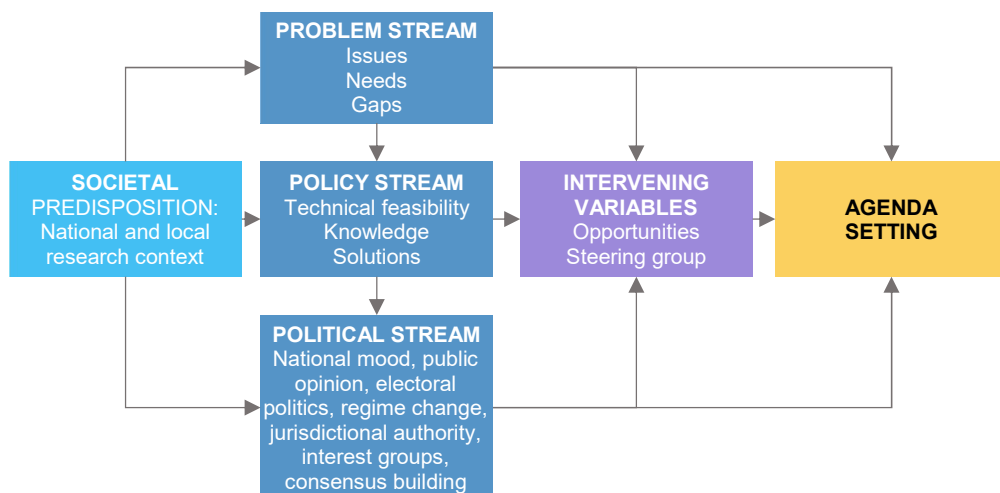 PROBLEM STREAM
Issues
Needs
Gaps
SOCIETAL
PREDISPOSITION:
National and local
research context
POLICY STREAM
Technical feasibility
Knowledge
Solutions
INTERVENING
VARIABLES
Opportunities
Steering group
AGENDA
SETTING
POLITICAL STREAM
National mood, public
opinion, electoral
politics, regime change,
jurisdictional authority,
interest groups,
consensus building